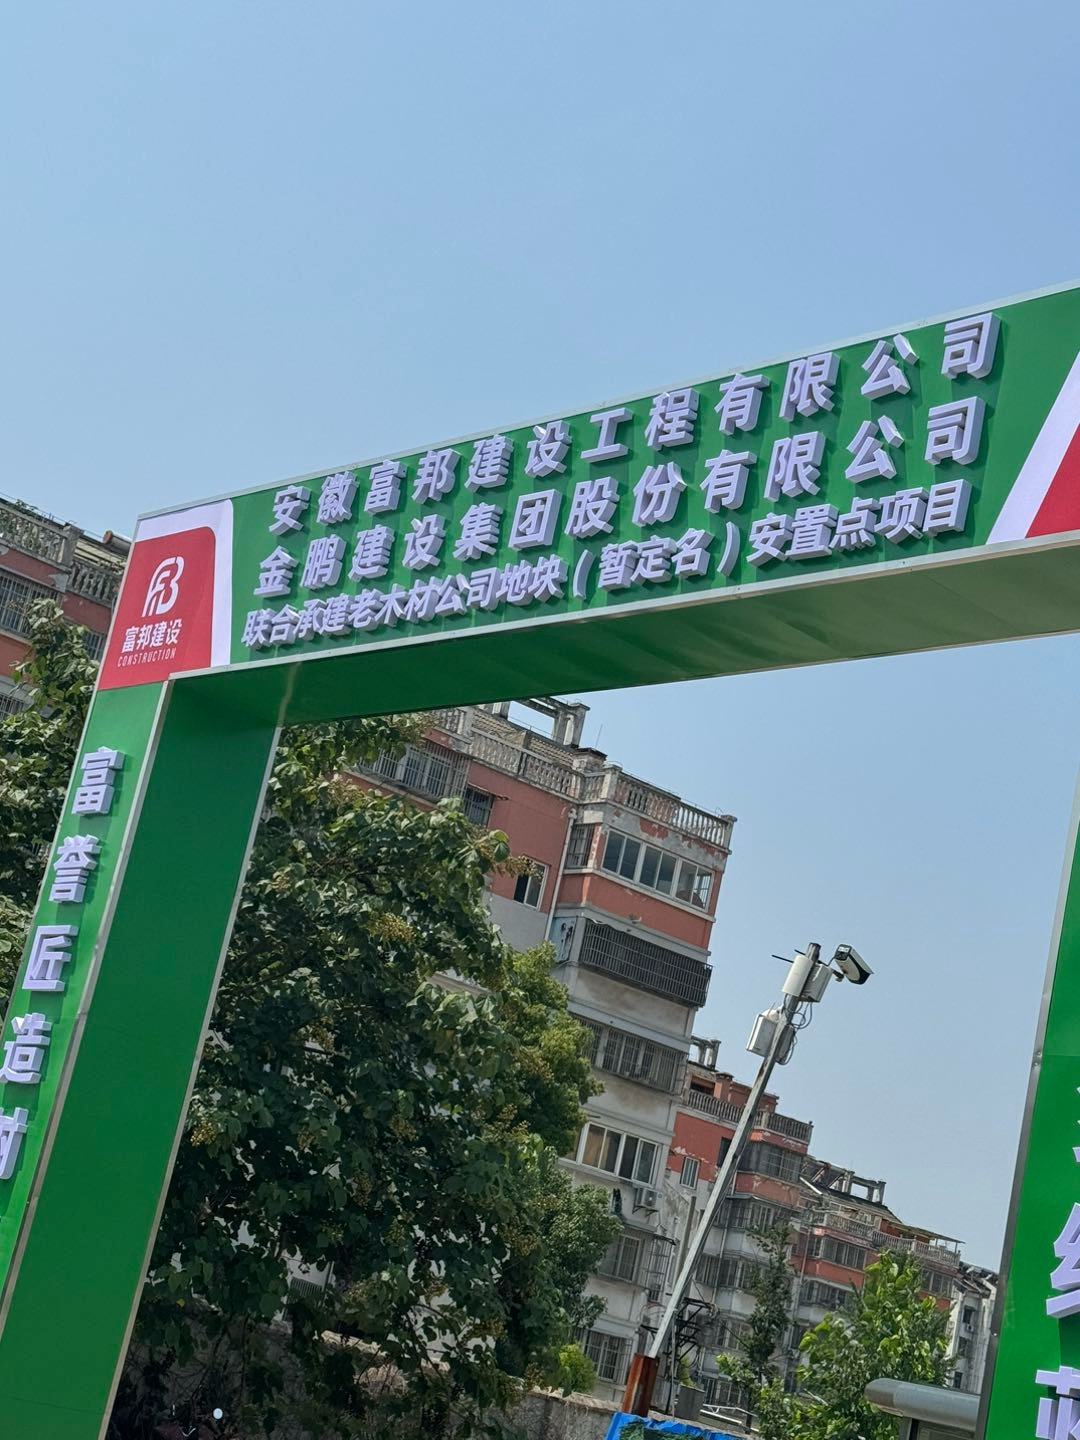 安徽富邦建设工程有限公司
金鹏建设集团股份有限公司
联合承建老木材公司地块（暂定名）安置点项目
富邦建设
CONSTRUCTION
富誉匠造